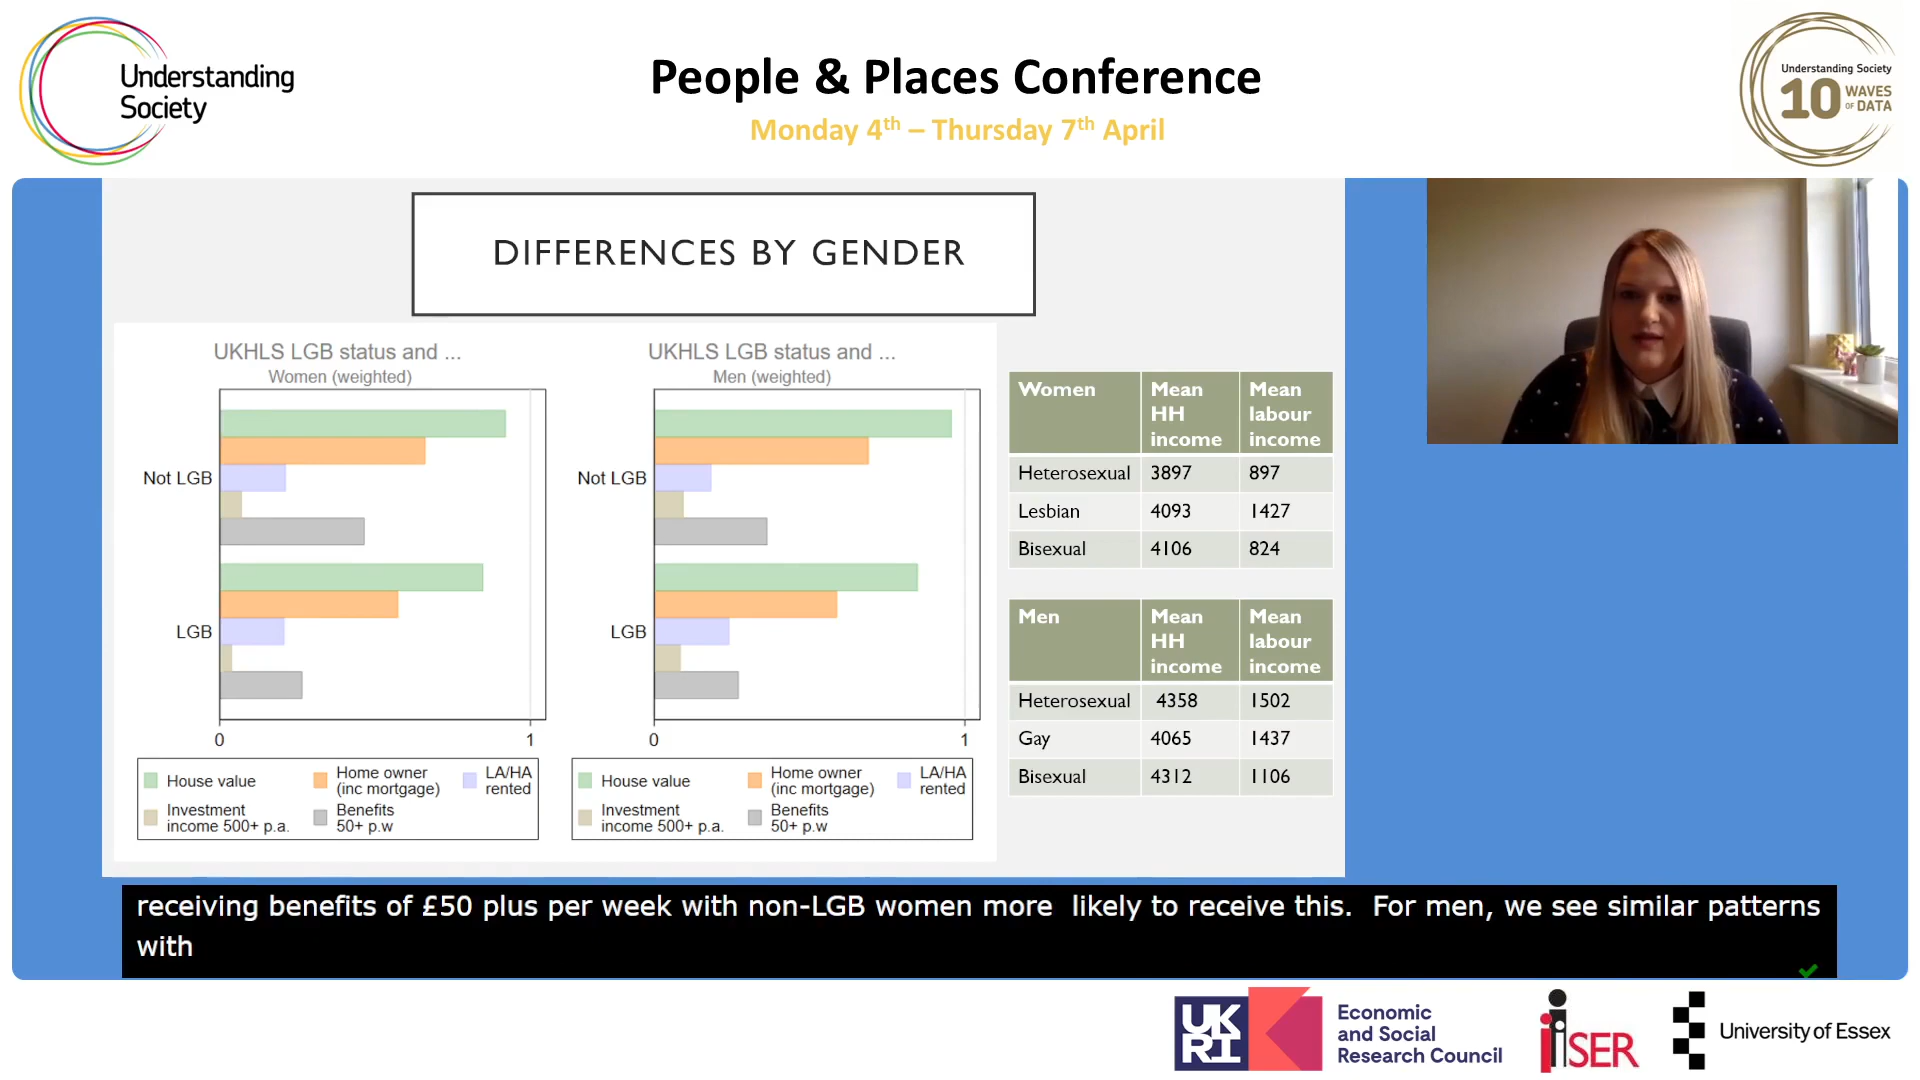 Understanding
Society
People & Places Conference
Monday 4th – Thursday 7th April
Understanding Society
10 WAVES
OF DATA
DIFFERENCES BY GENDER
UKHLS LGB status and ...
Women (weighted)
Not LGB
LGB
0 1
House value
Home owner
(inc mortgage)
LA/HA
rented
Investment
income 500+ p.a.
Benefits
50+ p.w
UKHLS LGB status and ...
Men (weighted)
Not LGB
LGB
0 1
House value
Home owner
(inc mortgage)
LA/HA
rented
Investment
income 500+ p.a.
Benefits
50+ p.w
Women Mean HH income Mean labour income
Heterosexual 3897 897
Lesbian 4093 1427
Bisexual 4106 824
Men Mean HH income Mean labour income
Heterosexual 4358 1502
Gay 4065 1437
Bisexual 4312 1106
receiving benefits of £50 plus per week with non-LGB women more likely to receive this. For men, we see similar patterns
with
UK
RI
Economic
and Social
Research Council
iSER
University of Essex